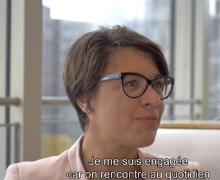 Je me suis engagée
car on rencontre au quotidien